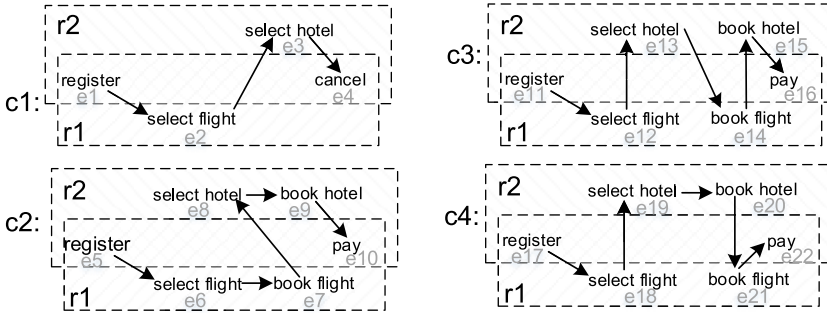 r2
select hotel
e3
register
e1
cancel
e4
c1:
select flight
e2
r1
r2
select hotel
e13
book hotel
e15
c3:
register
e11
pay
e16
select flight
e12
book flight
e14
r1
r2
select hotel
e8
book hotel
e9
c2:
register
e5
pay
e10
select flight
e6
book flight
e7
r1
r2
select hotel
e19
book hotel
e20
c4:
register
e17
pay
e22
select flight
e18
book flight
e21
r1